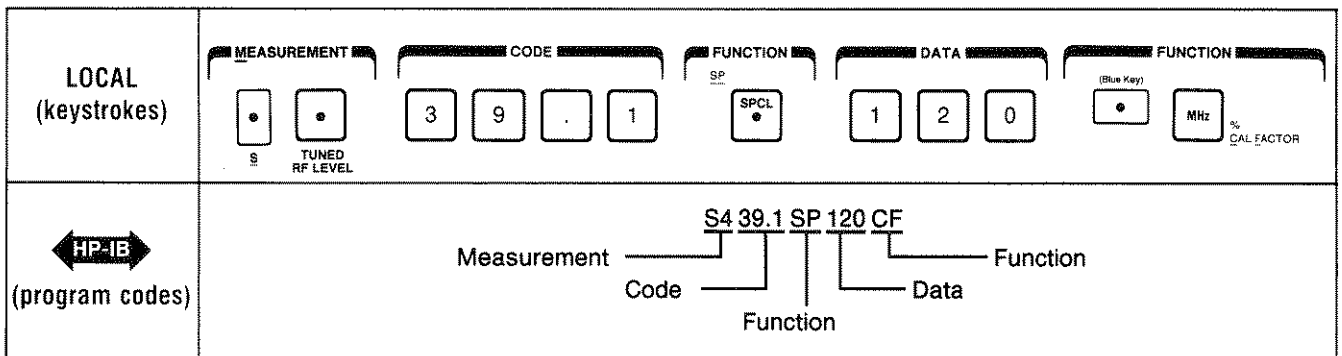 LOCAL
(keystrokes)
MEASUREMENT
S
TUNED
RF LEVEL
CODE
3 9 . 1
FUNCTION
SP
SPCL
DATA
1 2 0
FUNCTION
(Blue Key)
MHz
%
CAL FACTOR
HP-IB
(program codes)
S4 39.1 SP 120 CF
Measurement
Function
Code
Data
Function